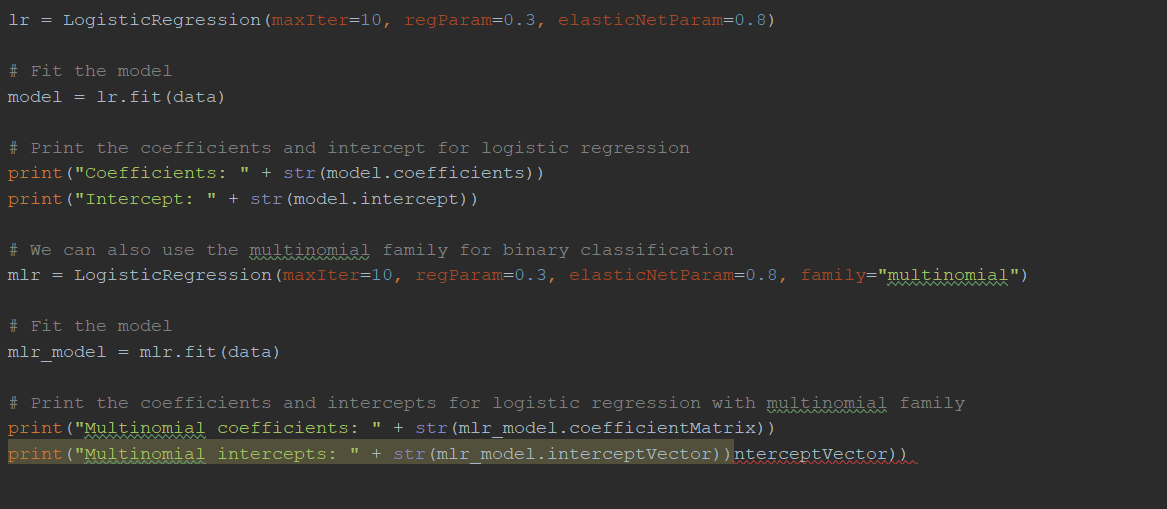 lr = LogisticRegression(maxIter=10, regParam=0.3, elasticNetParam=0.8)
# Fit the model
model = lr.fit(data)
# Print the coefficients and intercept for logistic regression
print("Coefficients: " + str(model.coefficients))
print("Intercept: " + str(model.intercept))
# We can also use the multinomial family for binary classification
mlr = LogisticRegression(maxIter=10, regParam=0.3, elasticNetParam=0.8, family="multinomial")
# Fit the model
mlr_model = mlr.fit(data)
# Print the coefficients and intercepts for logistic regression with multinomial family
print("Multinomial coefficients: " + str(mlr_model.coefficientMatrix))
print("Multinomial intercepts: " + str(mlr_model.interceptVector))nterceptVector))